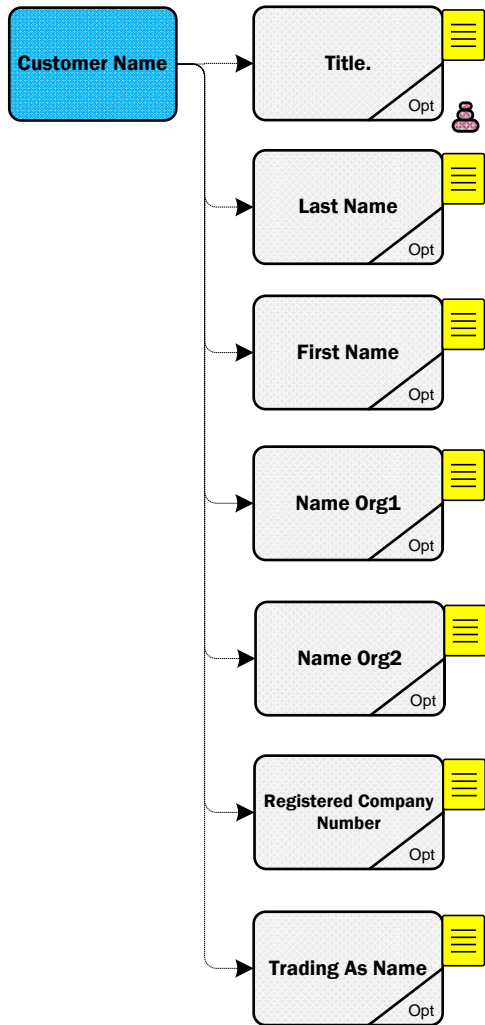 Customer Name
Title.
Opt
Last Name
Opt
First Name
Opt
Name Org1
Opt
Name Org2
Opt
Registered Company
Number
Opt
Trading As Name
Opt